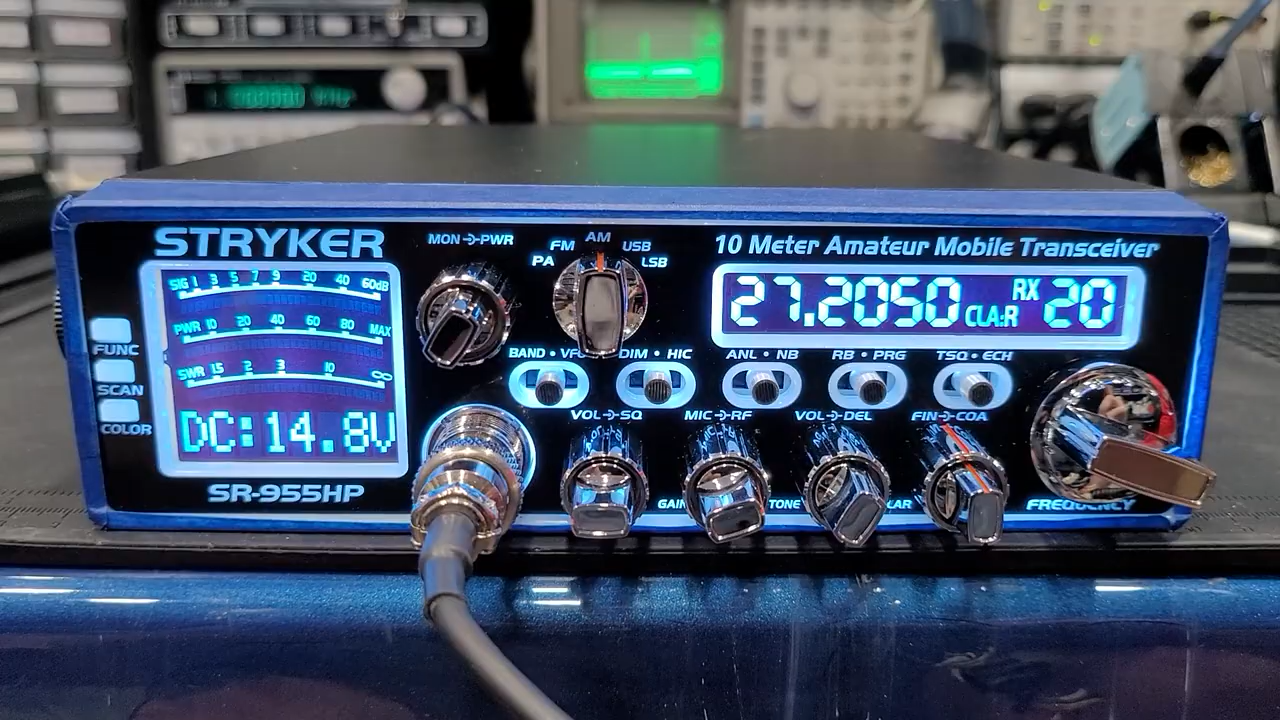 STRYKER
SIG 1 3 5 7 9 20 40 60dB
PWR 10 20 40 60 80 MAX
SWR 1.5 2 3 10 ∞
DC:14.8V
FUNC
SCAN
COLOR
SR-955HP
MON PWR
PA FM AM USB LSB
10 Meter Amateur Mobile Transceiver
27.2050 CLA:R RX 20
BAND • VFO DIM • HIC ANL • NB RB • PRG TSQ • ECH
VOL SQ MIC RF VOL DEL FIN COA
GAIN TONE
FREQUENCY